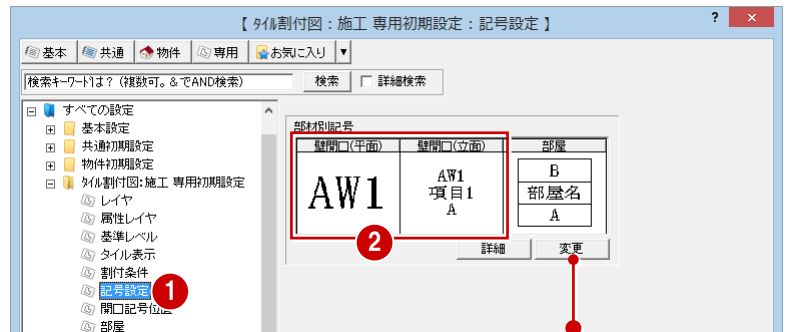 【 ﾀｲﾙ割付図：施工 専用初期設定：記号設定 】 ? ×
基本 共通 物件 専用 お気に入り ▼
検索ｷｰﾜｰﾄﾞは？ (複数可。& でAND検索) 検索 詳細検索
すべての設定
基本設定
共通初期設定
物件初期設定
ﾀｲﾙ割付図:施工 専用初期設定
レイヤ
属性レイヤ
基準レベル
タイル表示
割付条件
記号設定 1
開口記号位置
部屋
部材別記号
壁開口(平面) 壁開口(立面) 部屋
AW1
AW1
項目1
A
B
部屋名
A
2
詳細 変更